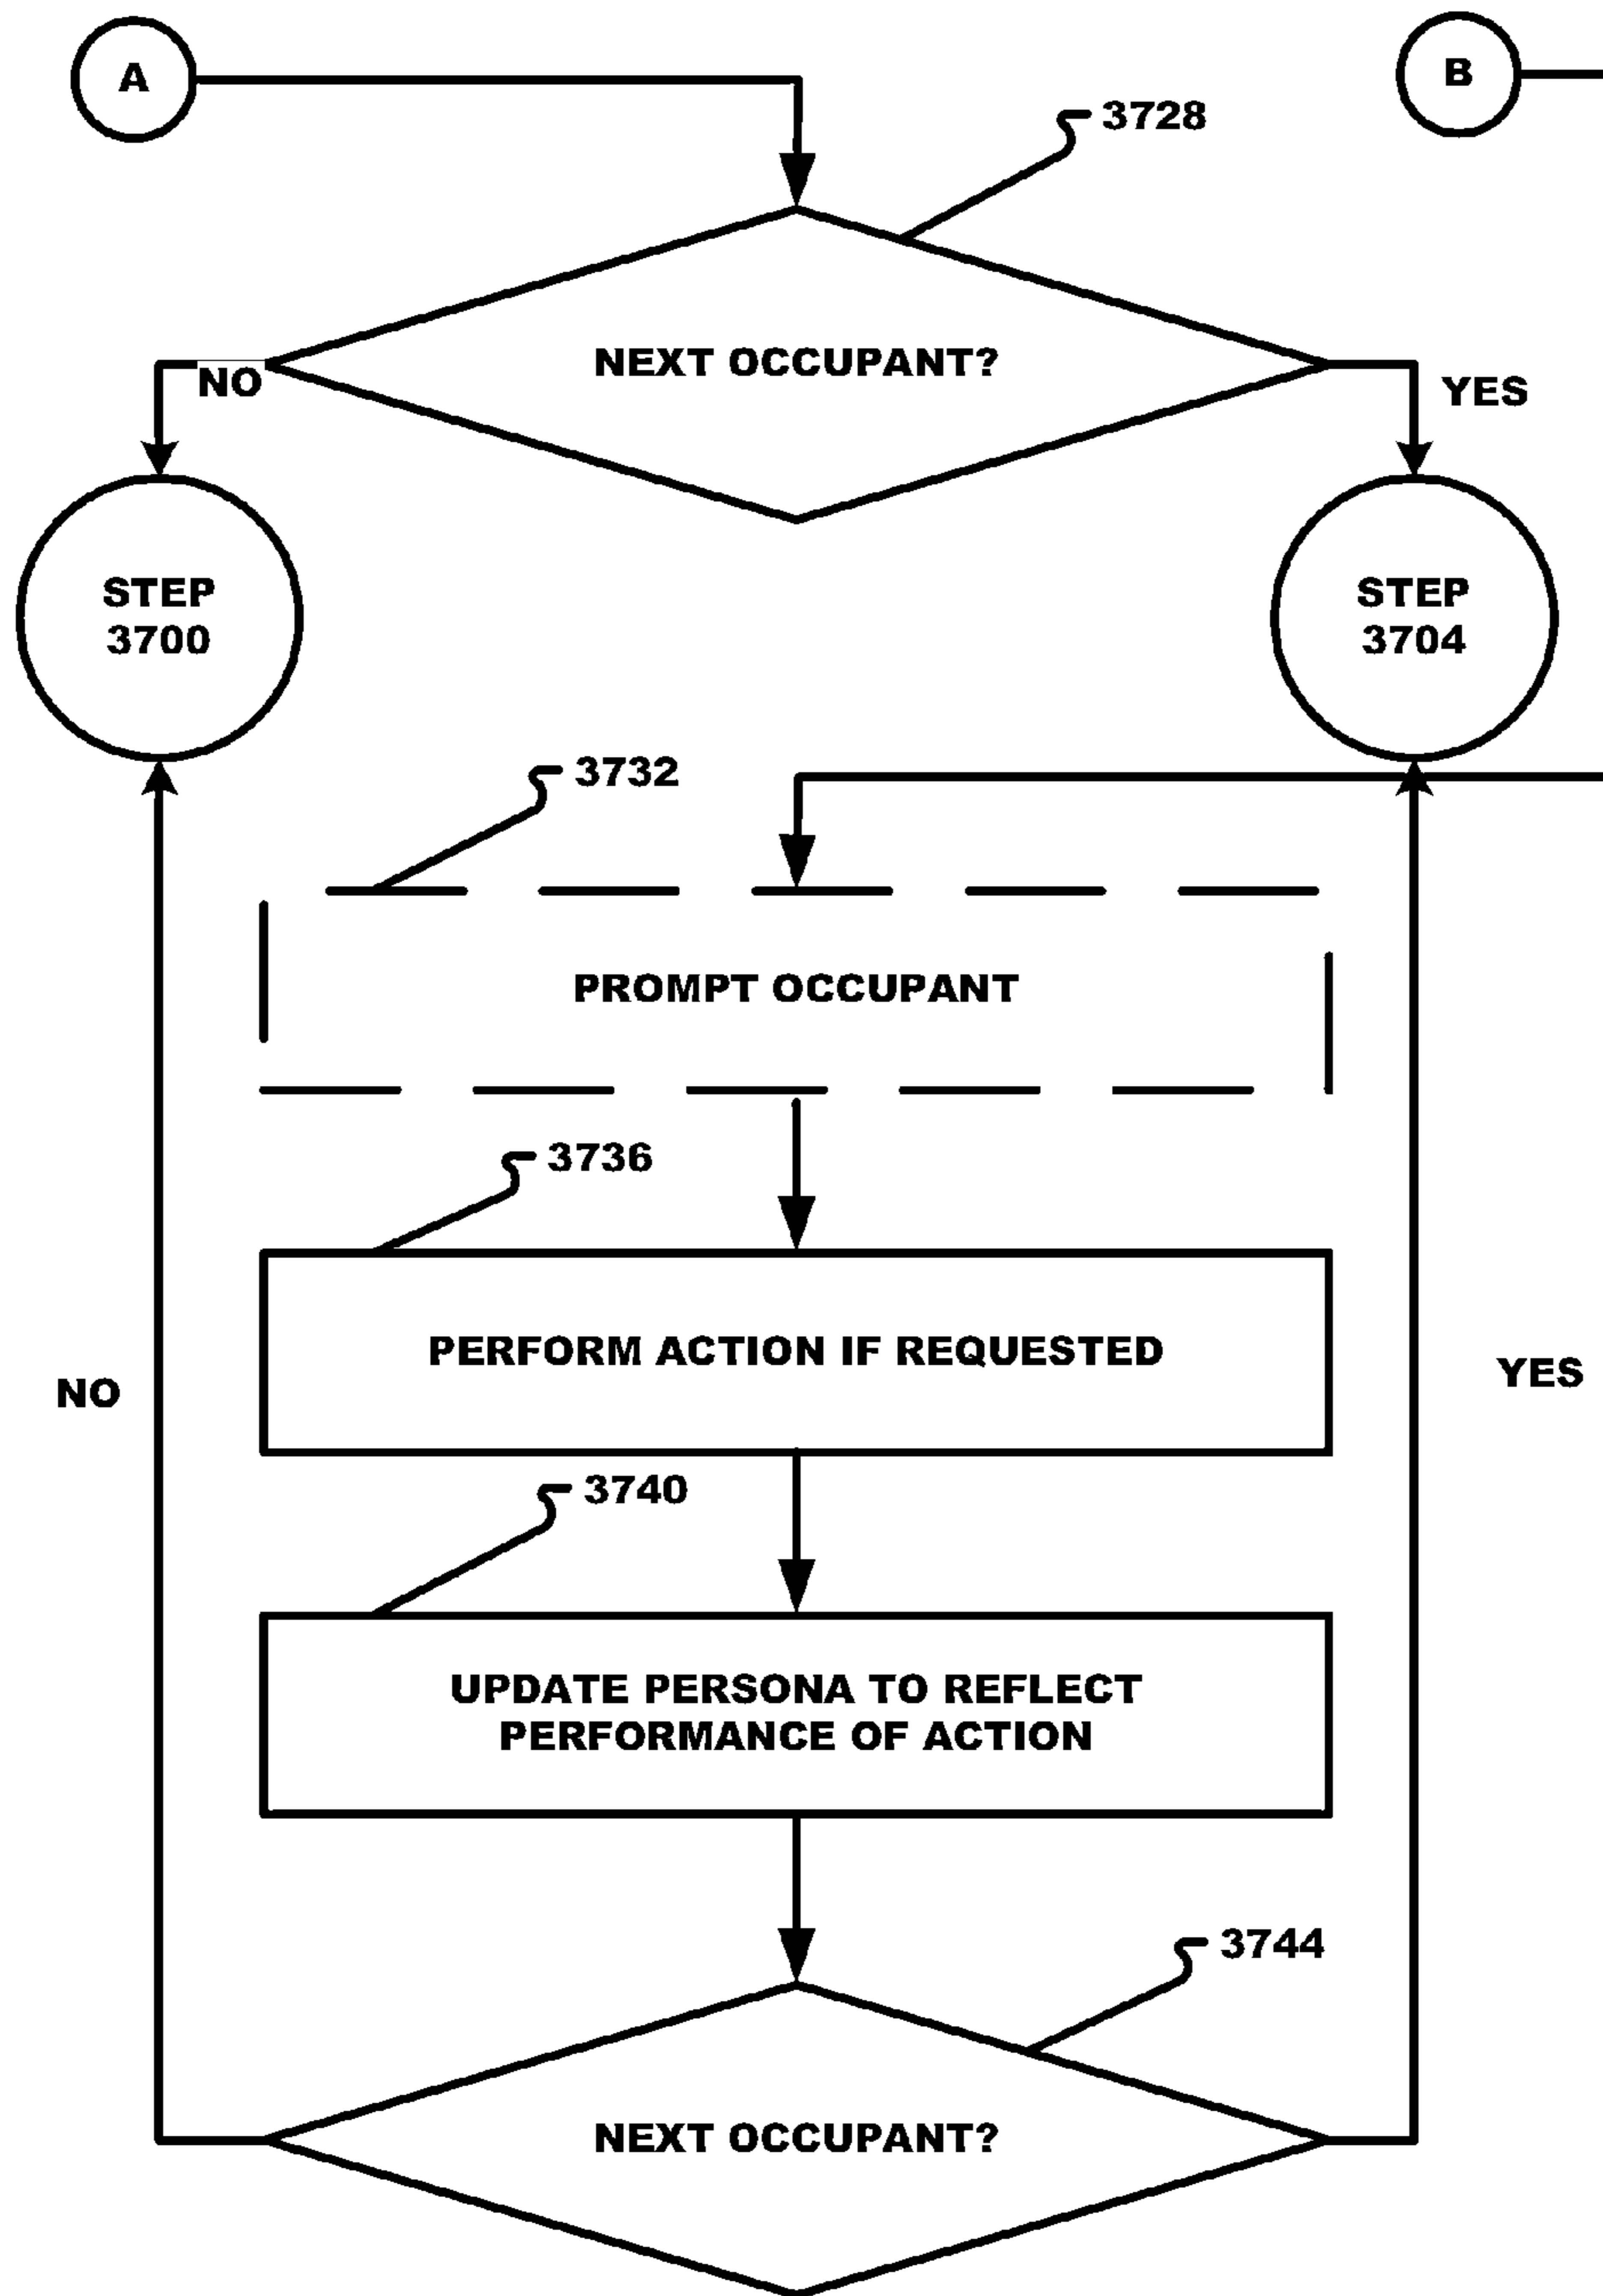 A
B
3728
NEXT OCCUPANT?
NO
YES
STEP
3700
STEP
3704
3732
PROMPT OCCUPANT
3736
PERFORM ACTION IF REQUESTED
NO
YES
3740
UPDATE PERSONA TO REFLECT
PERFORMANCE OF ACTION
3744
NEXT OCCUPANT?